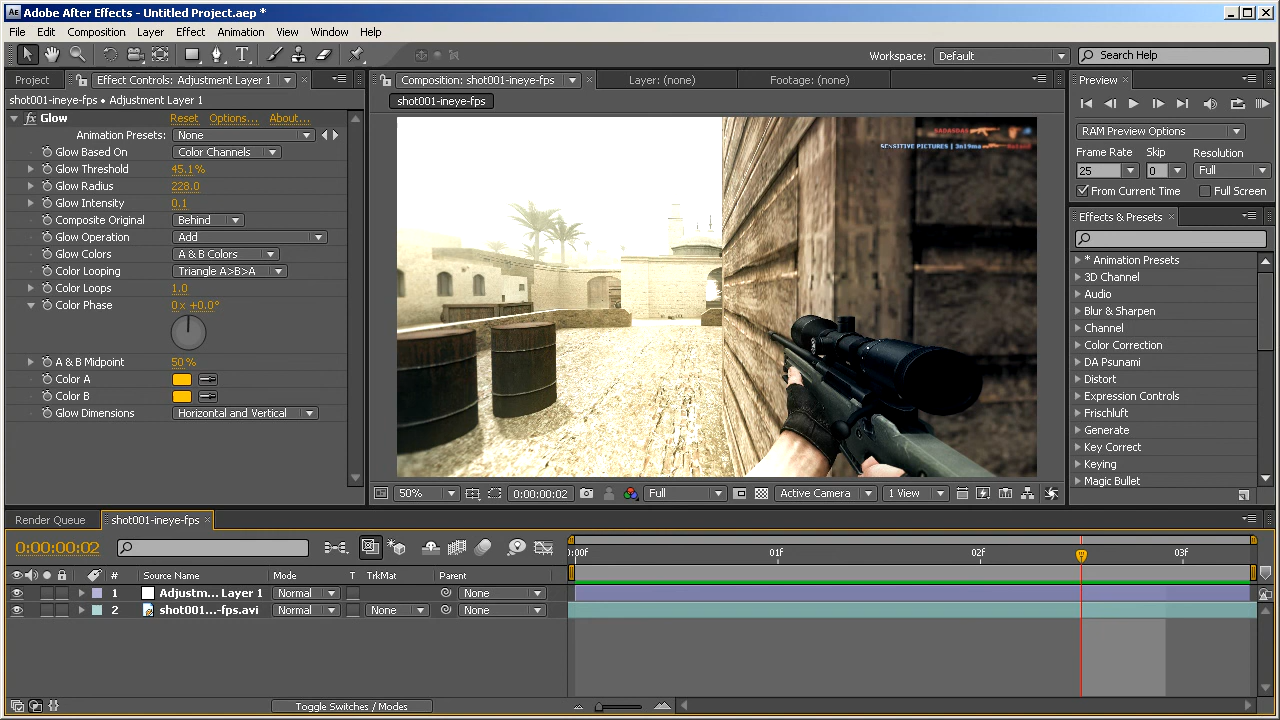 Adobe After Effects - Untitled Project.aep *
File Edit Composition Layer Effect Animation View Window Help
Workspace: Default Search Help
Project Effect Controls: Adjustment Layer 1
shot001-ineye-fps • Adjustment Layer 1
fx Glow Reset Options... About...
Animation Presets: None
Glow Based On Color Channels
Glow Threshold 45.1%
Glow Radius 228.0
Glow Intensity 0.1
Composite Original Behind
Glow Operation Add
Glow Colors A & B Colors
Color Looping Triangle A>B>A
Color Loops 1.0
Color Phase 0x +0.0°
A & B Midpoint 50%
Color A
Color B
Glow Dimensions Horizontal and Vertical
Composition: shot001-ineye-fps Layer: (none) Footage: (none)
shot001-ineye-fps
SADASDAS
SENSITIVE PICTURES | 3n19ma
50% 0:00:00:02 Full Active Camera 1 View
Preview
RAM Preview Options
Frame Rate Skip Resolution
25 0 Full
From Current Time Full Screen
Effects & Presets
* Animation Presets
3D Channel
Audio
Blur & Sharpen
Channel
Color Correction
DA Psunami
Distort
Expression Controls
Frischluft
Generate
Key Correct
Keying
Magic Bullet
Render Queue shot001-ineye-fps
0:00:00:02
):00f 01f 02f 03f
# Source Name Mode T TrkMat Parent
1 Adjustm... Layer 1 Normal None
2 shot001...-fps.avi Normal None None
Toggle Switches / Modes